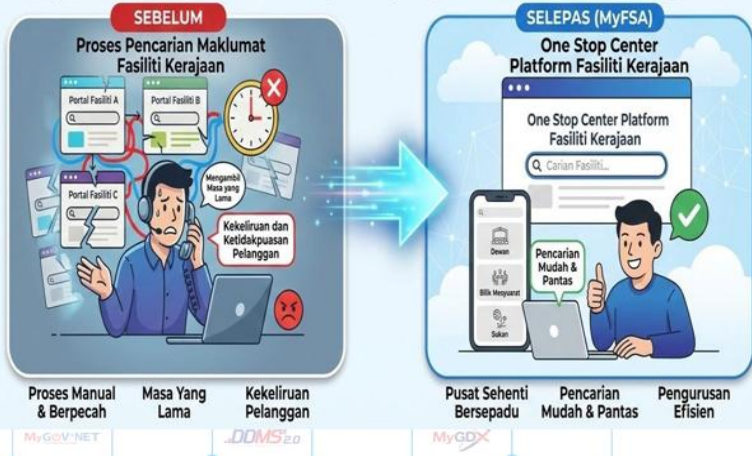 SEBELUM
Proses Pencarian Maklumat
Fasiliti Kerajaan
Portal Fasiliti A
Portal Fasiliti B
Portal Fasiliti C
Mengambil
Masa yang
Lama
Kekeliruan dan
Ketidakpuasan
Pelanggan
Proses Manual
& Berpecah
Masa Yang
Lama
Kekeliruan
Pelanggan
SELEPAS (MyFSA)
One Stop Center
Platform Fasiliti Kerajaan
One Stop Center Platform
Fasiliti Kerajaan
Carian Fasiliti...
Dewan
Bilik Mesyuarat
Sukan
Pencarian
Mudah &
Pantas
Pusat Sehenti
Bersepadu
Pencarian
Mudah & Pantas
Pengurusan
Efisien
MyGOV*NET
DDMS 2.0
MyGDX